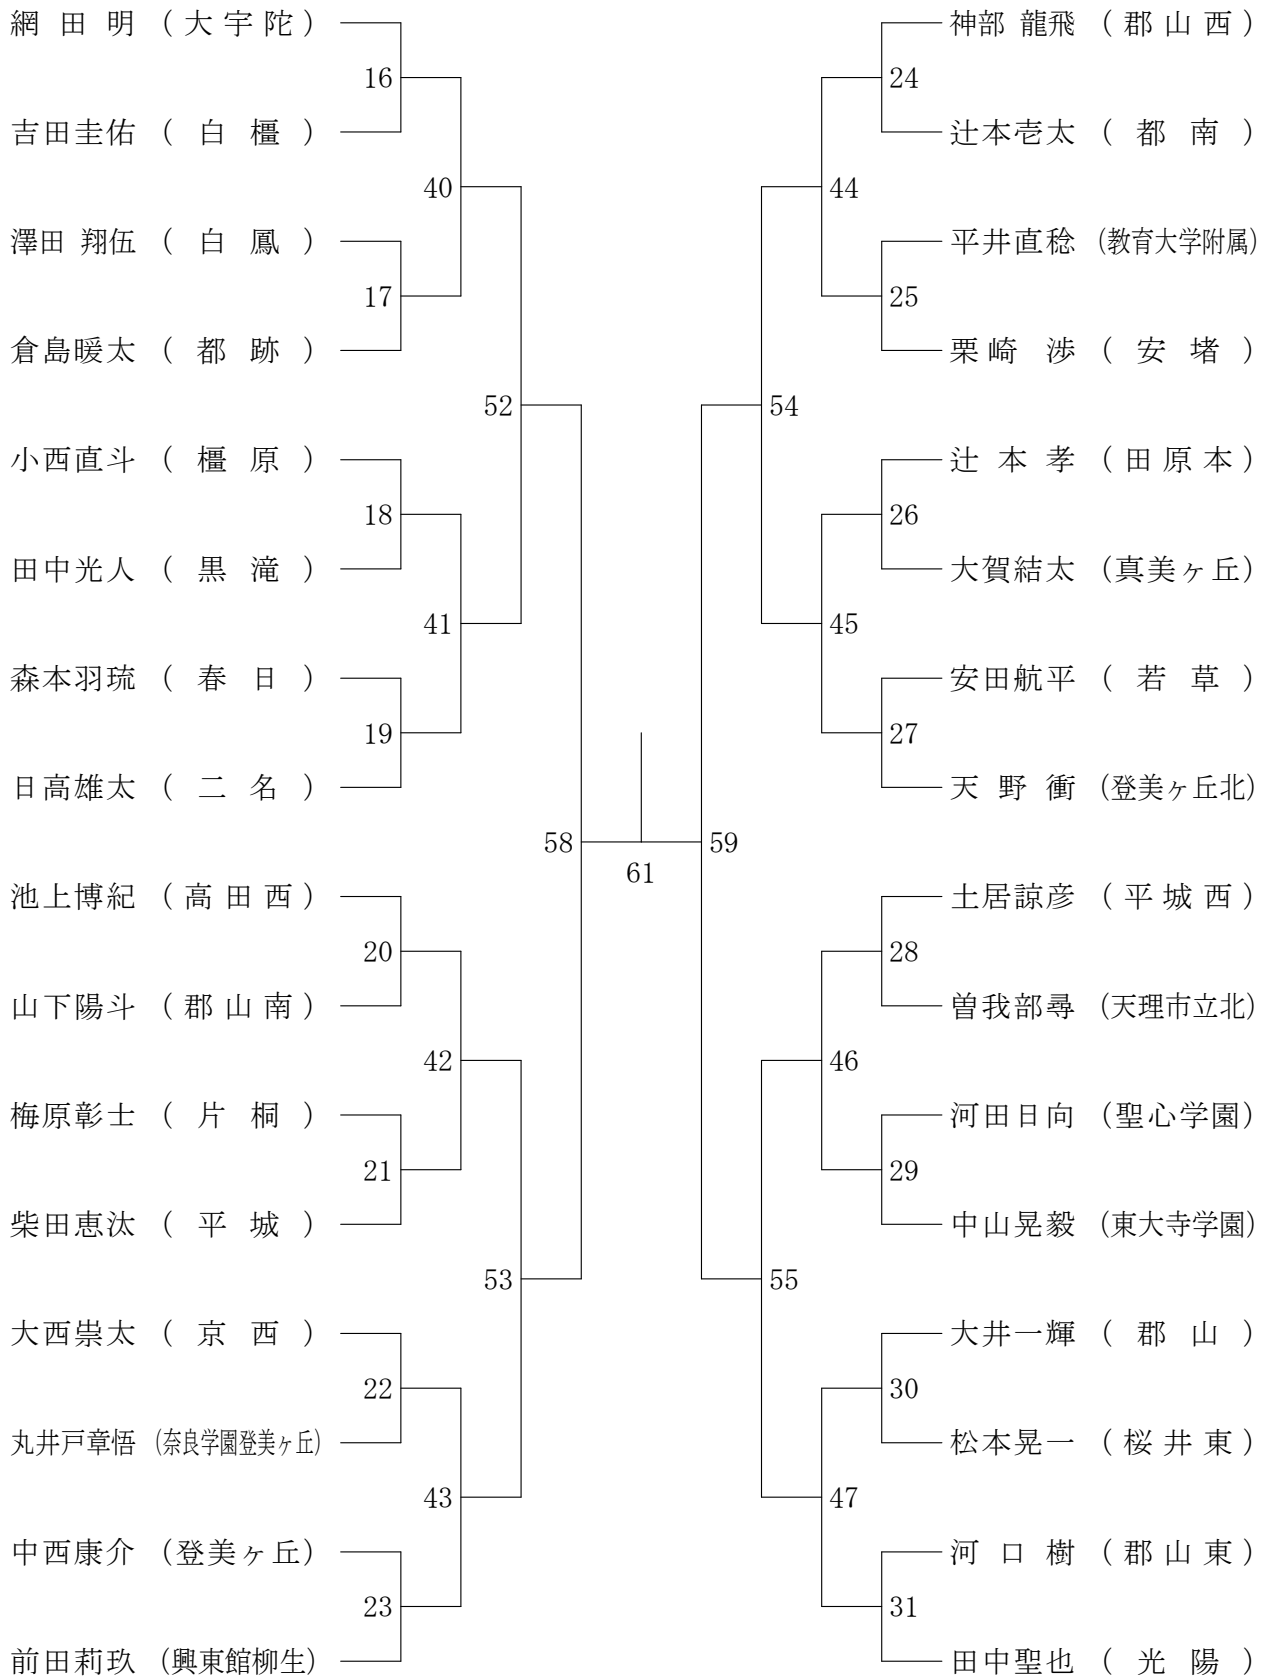 網田明（大宇陀）
16
吉田圭佑（白橿）
40
澤田 翔伍（白鳳）
17
倉島暖太（都跡）
52
小西直斗（橿原）
18
田中光人（黒滝）
41
森本羽琉（春日）
19
日高雄太（二名）
58
池上博紀（高田西）
20
山下陽斗（郡山南）
42
梅原彰士（片桐）
21
柴田恵汰（平城）
53
大西崇太（京西）
22
丸井戸章悟（奈良学園登美ヶ丘）
43
中西康介（登美ヶ丘）
23
前田莉玖（興東館柳生）
61
神部 龍飛（郡山西）
24
辻本壱太（都南）
44
平井直稔（教育大学附属）
25
栗崎渉（安堵）
54
辻本孝（田原本）
26
大賀結太（真美ヶ丘）
45
安田航平（若草）
27
天野衝（登美ヶ丘北）
59
土居諒彦（平城西）
28
曽我部尋（天理市立北）
46
河田日向（聖心学園）
29
中山晃毅（東大寺学園）
55
大井一輝（郡山）
30
松本晃一（桜井東）
47
河口樹（郡山東）
31
田中聖也（光陽）